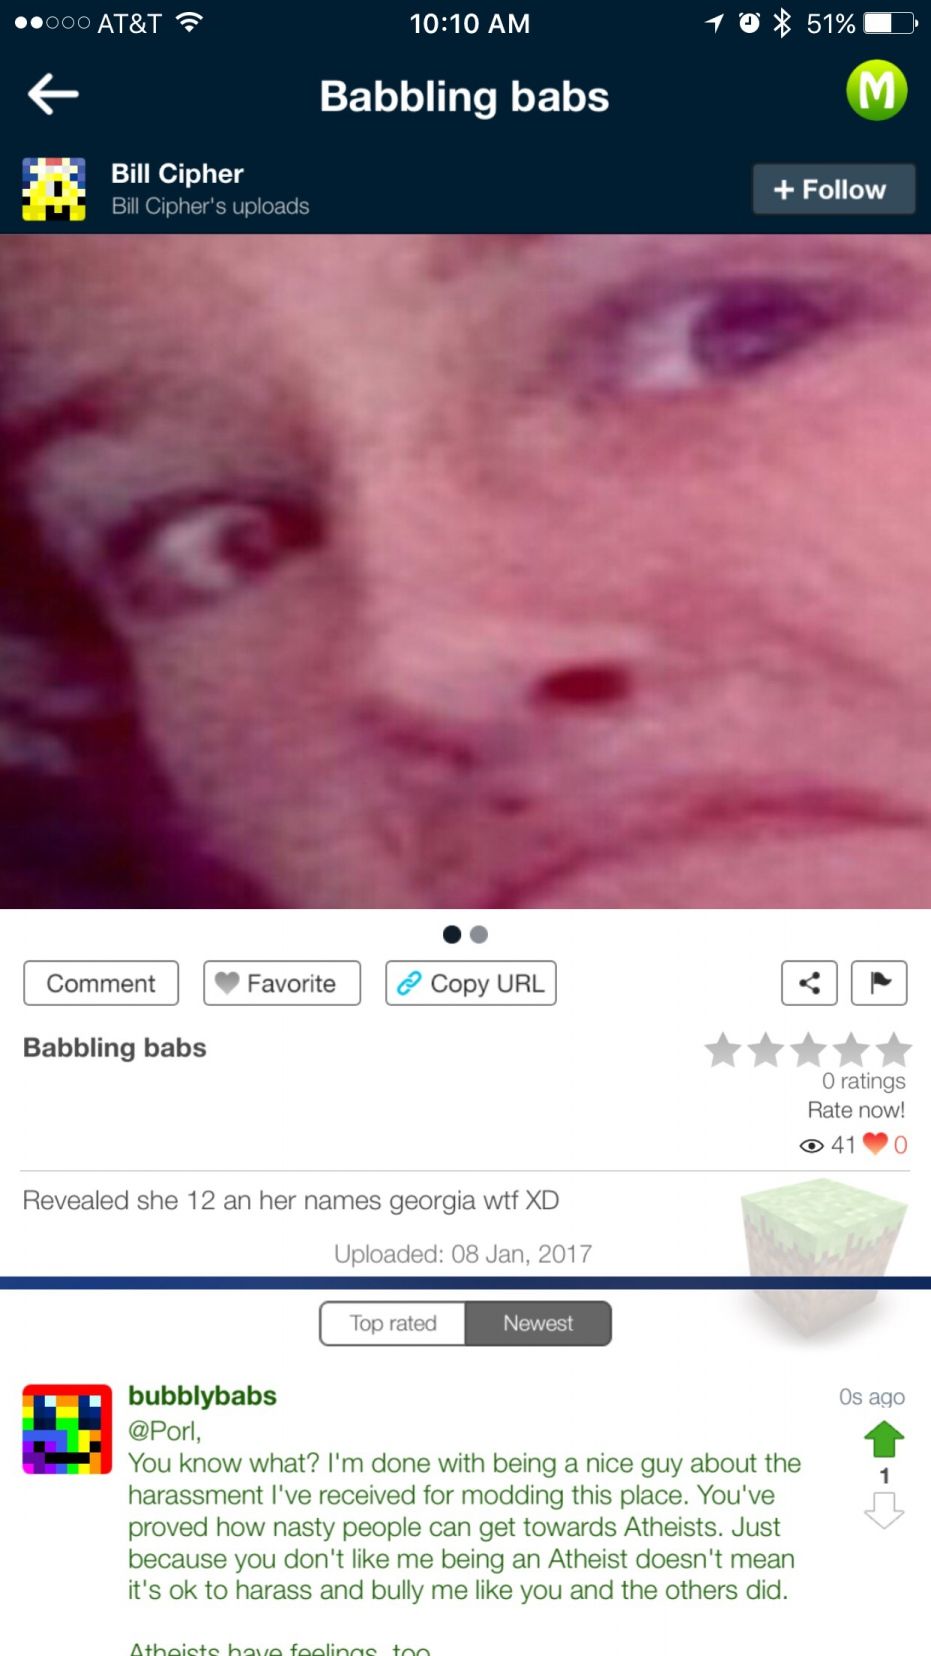 AT&T 10:10 AM 51%
Babbling babs
M
Bill Cipher
Bill Cipher's uploads
+ Follow
Comment Favorite Copy URL
Babbling babs
0 ratings
Rate now!
41 0
Revealed she 12 an her names georgia wtf XD
Uploaded: 08 Jan, 2017
Top rated Newest
bubblybabs 0s ago
@Porl,
You know what? I'm done with being a nice guy about the
harassment I've received for modding this place. You've
1
proved how nasty people can get towards Atheists. Just
because you don't like me being an Atheist doesn't mean
it's ok to harass and bully me like you and the others did.
Atheists have feelings, too